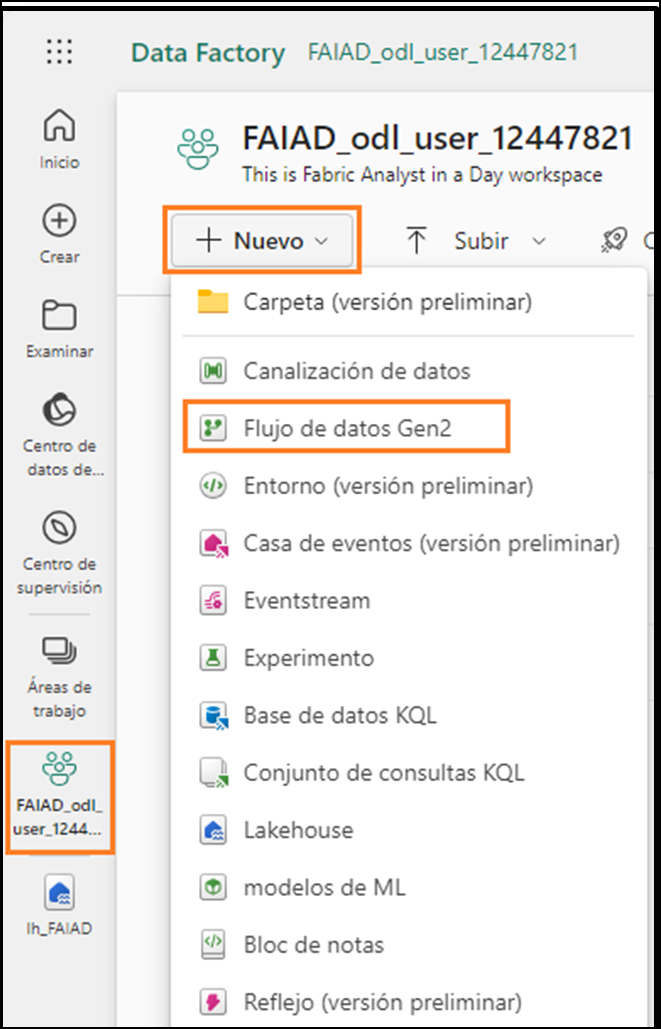 Data Factory FAIAD_odl_user_12447821
Inicio
Crear
Examinar
Centro de
datos de...
Centro de
supervisión
Áreas de
trabajo
FAIAD_odl_
user_1244...
lh_FAIAD
FAIAD_odl_user_12447821
This is Fabric Analyst in a Day workspace
Nuevo Subir
Carpeta (versión preliminar)
Canalización de datos
Flujo de datos Gen2
Entorno (versión preliminar)
Casa de eventos (versión preliminar)
Eventstream
Experimento
Base de datos KQL
Conjunto de consultas KQL
Lakehouse
modelos de ML
Bloc de notas
Reflejo (versión preliminar)